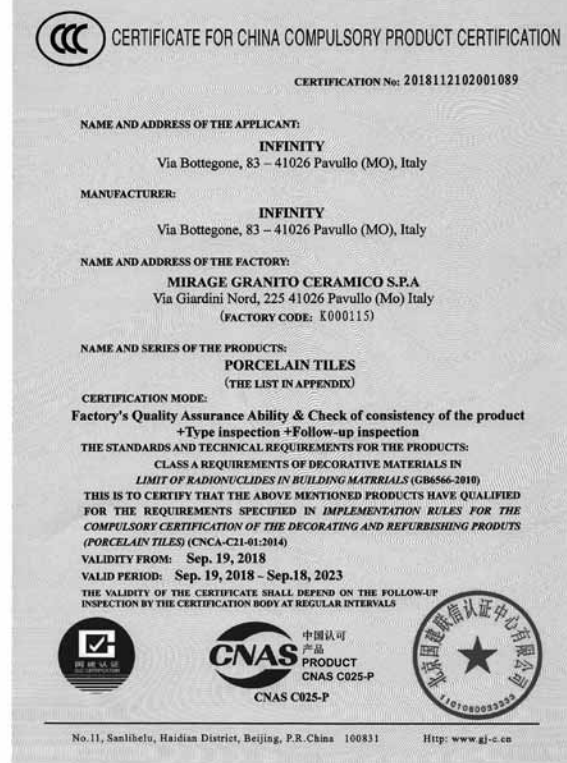 CCC
CERTIFICATE FOR CHINA COMPULSORY PRODUCT CERTIFICATION
CERTIFICATION No: 2018112102001089
NAME AND ADDRESS OF THE APPLICANT:
INFINITY
Via Bottegone, 83 – 41026 Pavullo (MO), Italy
MANUFACTURER:
INFINITY
Via Bottegone, 83 – 41026 Pavullo (MO), Italy
NAME AND ADDRESS OF THE FACTORY:
MIRAGE GRANITO CERAMICO S.P.A
Via Giardini Nord, 225 41026 Pavullo (Mo) Italy
(FACTORY CODE: K000115)
NAME AND SERIES OF THE PRODUCTS:
PORCELAIN TILES
(THE LIST IN APPENDIX)
CERTIFICATION MODE:
Factory's Quality Assurance Ability & Check of consistency of the product
+Type inspection +Follow-up inspection
THE STANDARDS AND TECHNICAL REQUIREMENTS FOR THE PRODUCTS:
CLASS A REQUIREMENTS OF DECORATIVE MATERIALS IN
LIMIT OF RADIONUCLIDES IN BUILDING MATRRIALS (GB6566-2010)
THIS IS TO CERTIFY THAT THE ABOVE MENTIONED PRODUCTS HAVE QUALIFIED
FOR THE REQUIREMENTS SPECIFIED IN IMPLEMENTATION RULES FOR THE
COMPULSORY CERTIFICATION OF THE DECORATING AND REFURBISHING PRODUTS
(PORCELAIN TILES) (CNCA-C21-01:2014)
VALIDITY FROM: Sep. 19, 2018
VALID PERIOD: Sep. 19, 2018 – Sep.18, 2023
THE VALIDITY OF THE CERTIFICATE SHALL DEPEND ON THE FOLLOW-UP
INSPECTION BY THE CERTIFICATION BODY AT REGULAR INTERVALS
国建认证
CNAS
中国认可
产品
PRODUCT
CNAS C025-P
CNAS C025-P
北京国建联信认证中心有限公司
No.11, Sanlihelu, Haidian District, Beijing, P.R.China 100831
Http: www.gj-c.cn